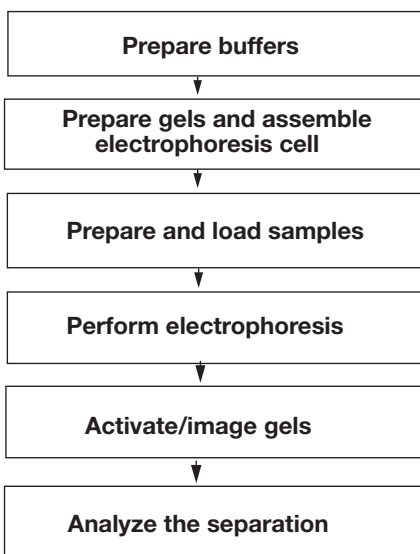 Prepare buffers
Prepare gels and assemble
electrophoresis cell
Prepare and load samples
Perform electrophoresis
Activate/image gels
Analyze the separation